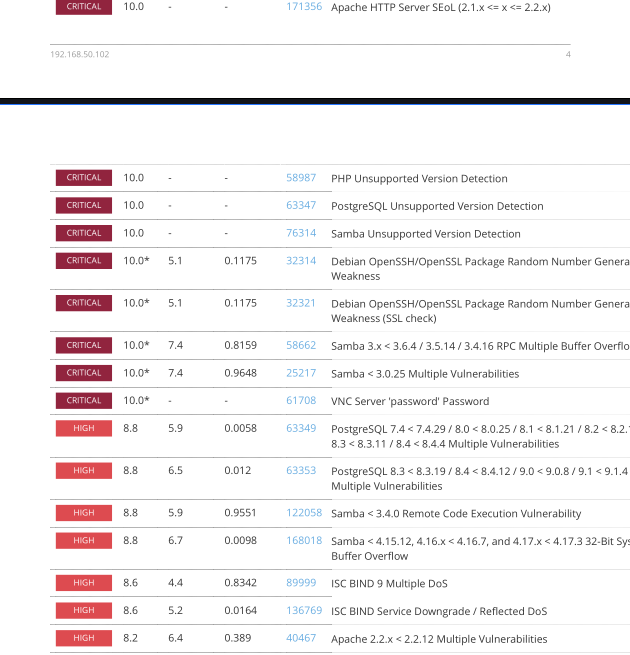 CRITICAL 10.0 - - 171356 Apache HTTP Server SEoL (2.1.x <= x <= 2.2.x)
192.168.50.102 4
CRITICAL 10.0 - - 58987 PHP Unsupported Version Detection
CRITICAL 10.0 - - 63347 PostgreSQL Unsupported Version Detection
CRITICAL 10.0 - - 76314 Samba Unsupported Version Detection
CRITICAL 10.0* 5.1 0.1175 32314 Debian OpenSSH/OpenSSL Package Random Number Genera
Weakness
CRITICAL 10.0* 5.1 0.1175 32321 Debian OpenSSH/OpenSSL Package Random Number Genera
Weakness (SSL check)
CRITICAL 10.0* 7.4 0.8159 58662 Samba 3.x < 3.6.4 / 3.5.14 / 3.4.16 RPC Multiple Buffer Overflo
CRITICAL 10.0* 7.4 0.9648 25217 Samba < 3.0.25 Multiple Vulnerabilities
CRITICAL 10.0* - - 61708 VNC Server 'password' Password
HIGH 8.8 5.9 0.0058 63349 PostgreSQL 7.4 < 7.4.29 / 8.0 < 8.0.25 / 8.1 < 8.1.21 / 8.2 < 8.2.
8.3 < 8.3.11 / 8.4 < 8.4.4 Multiple Vulnerabilities
HIGH 8.8 6.5 0.012 63353 PostgreSQL 8.3 < 8.3.19 / 8.4 < 8.4.12 / 9.0 < 9.0.8 / 9.1 < 9.1.4
Multiple Vulnerabilities
HIGH 8.8 5.9 0.9551 122058 Samba < 3.4.0 Remote Code Execution Vulnerability
HIGH 8.8 6.7 0.0098 168018 Samba < 4.15.12, 4.16.x < 4.16.7, and 4.17.x < 4.17.3 32-Bit Sys
Buffer Overflow
HIGH 8.6 4.4 0.8342 89999 ISC BIND 9 Multiple DoS
HIGH 8.6 5.2 0.0164 136769 ISC BIND Service Downgrade / Reflected DoS
HIGH 8.2 6.4 0.389 40467 Apache 2.2.x < 2.2.12 Multiple Vulnerabilities